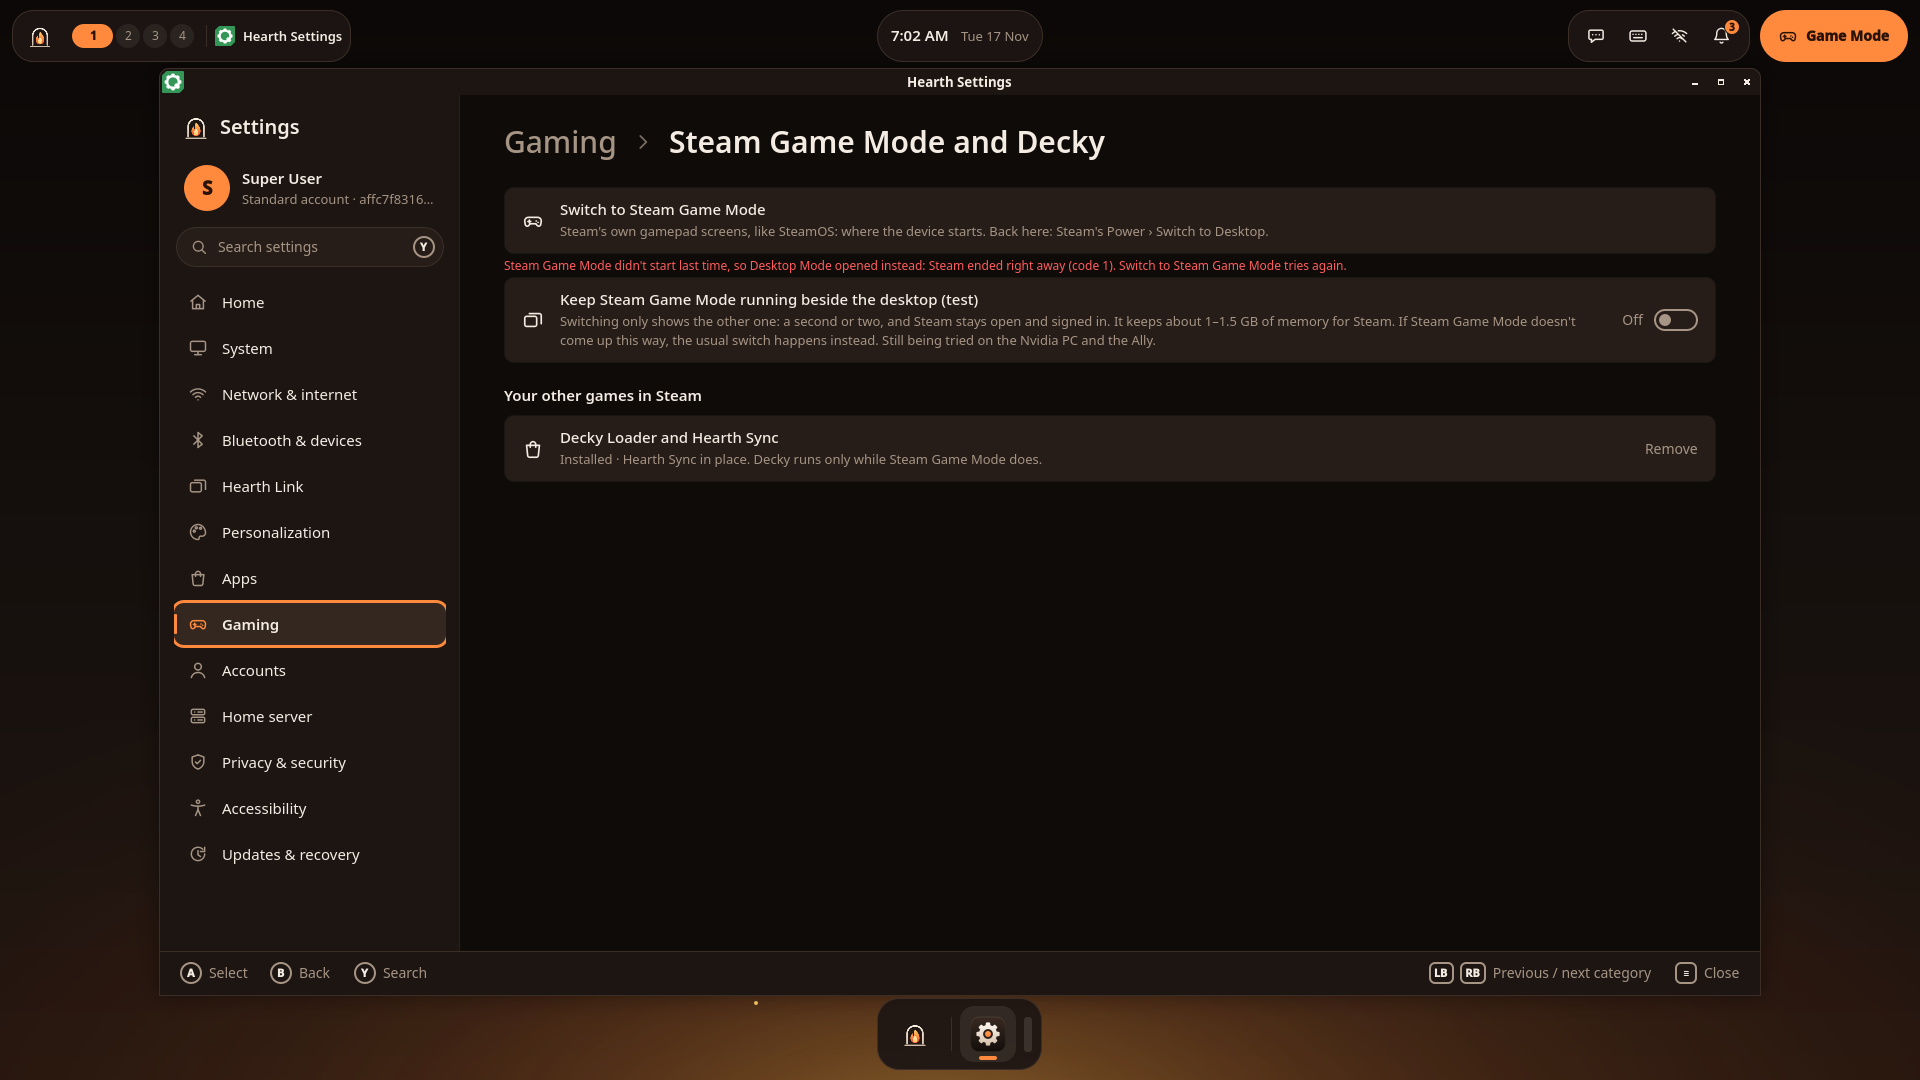 1 2 3 4 Hearth Settings
7:02 AM Tue 17 Nov
3
Game Mode
Hearth Settings
Settings
S
Super User
Standard account · affc7f8316...
Search settings Y
Home
System
Network & internet
Bluetooth & devices
Hearth Link
Personalization
Apps
Gaming
Accounts
Home server
Privacy & security
Accessibility
Updates & recovery
Gaming > Steam Game Mode and Decky
Switch to Steam Game Mode
Steam's own gamepad screens, like SteamOS: where the device starts. Back here: Steam's Power › Switch to Desktop.
Steam Game Mode didn't start last time, so Desktop Mode opened instead: Steam ended right away (code 1). Switch to Steam Game Mode tries again.
Keep Steam Game Mode running beside the desktop (test)
Switching only shows the other one: a second or two, and Steam stays open and signed in. It keeps about 1–1.5 GB of memory for Steam. If Steam Game Mode doesn't
come up this way, the usual switch happens instead. Still being tried on the Nvidia PC and the Ally.
Off
Your other games in Steam
Decky Loader and Hearth Sync
Installed · Hearth Sync in place. Decky runs only while Steam Game Mode does.
Remove
A Select B Back Y Search
LB RB Previous / next category ≡ Close